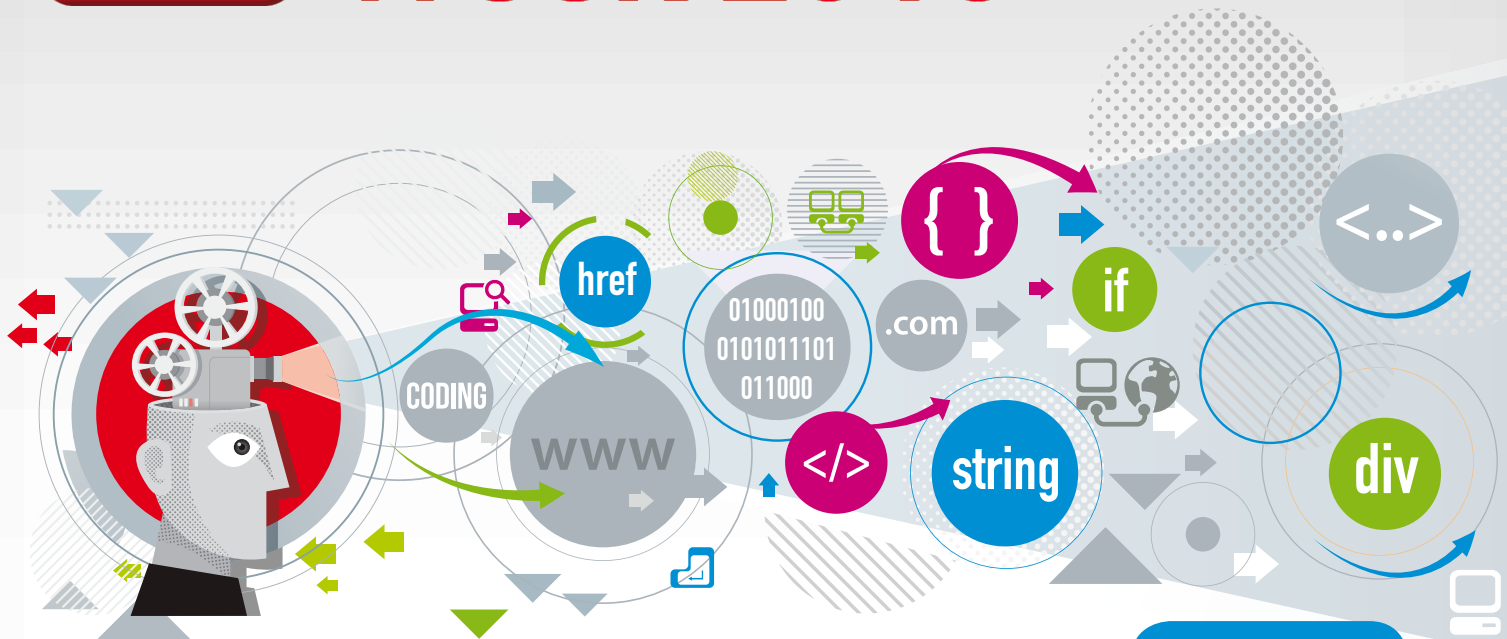 href
{ }
<..>
if
01000100
0101011101
011000
.com
CODING
www
</>
string
div